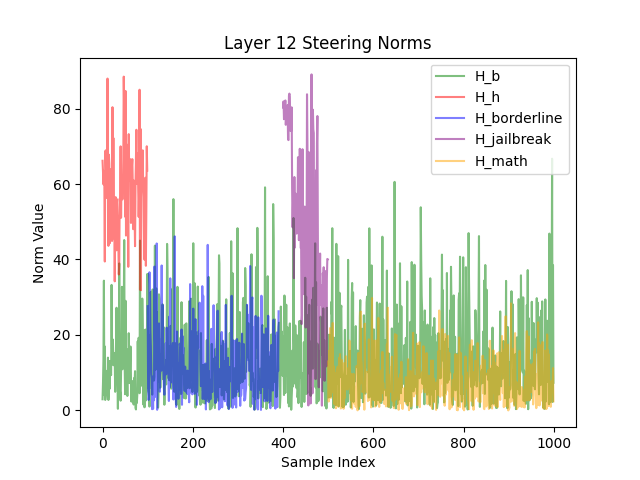 Layer 12 Steering Norms
H_b
H_h
H_borderline
H_jailbreak
H_math
Norm Value
80
60
40
20
0
0
200
400
600
800
1000
Sample Index